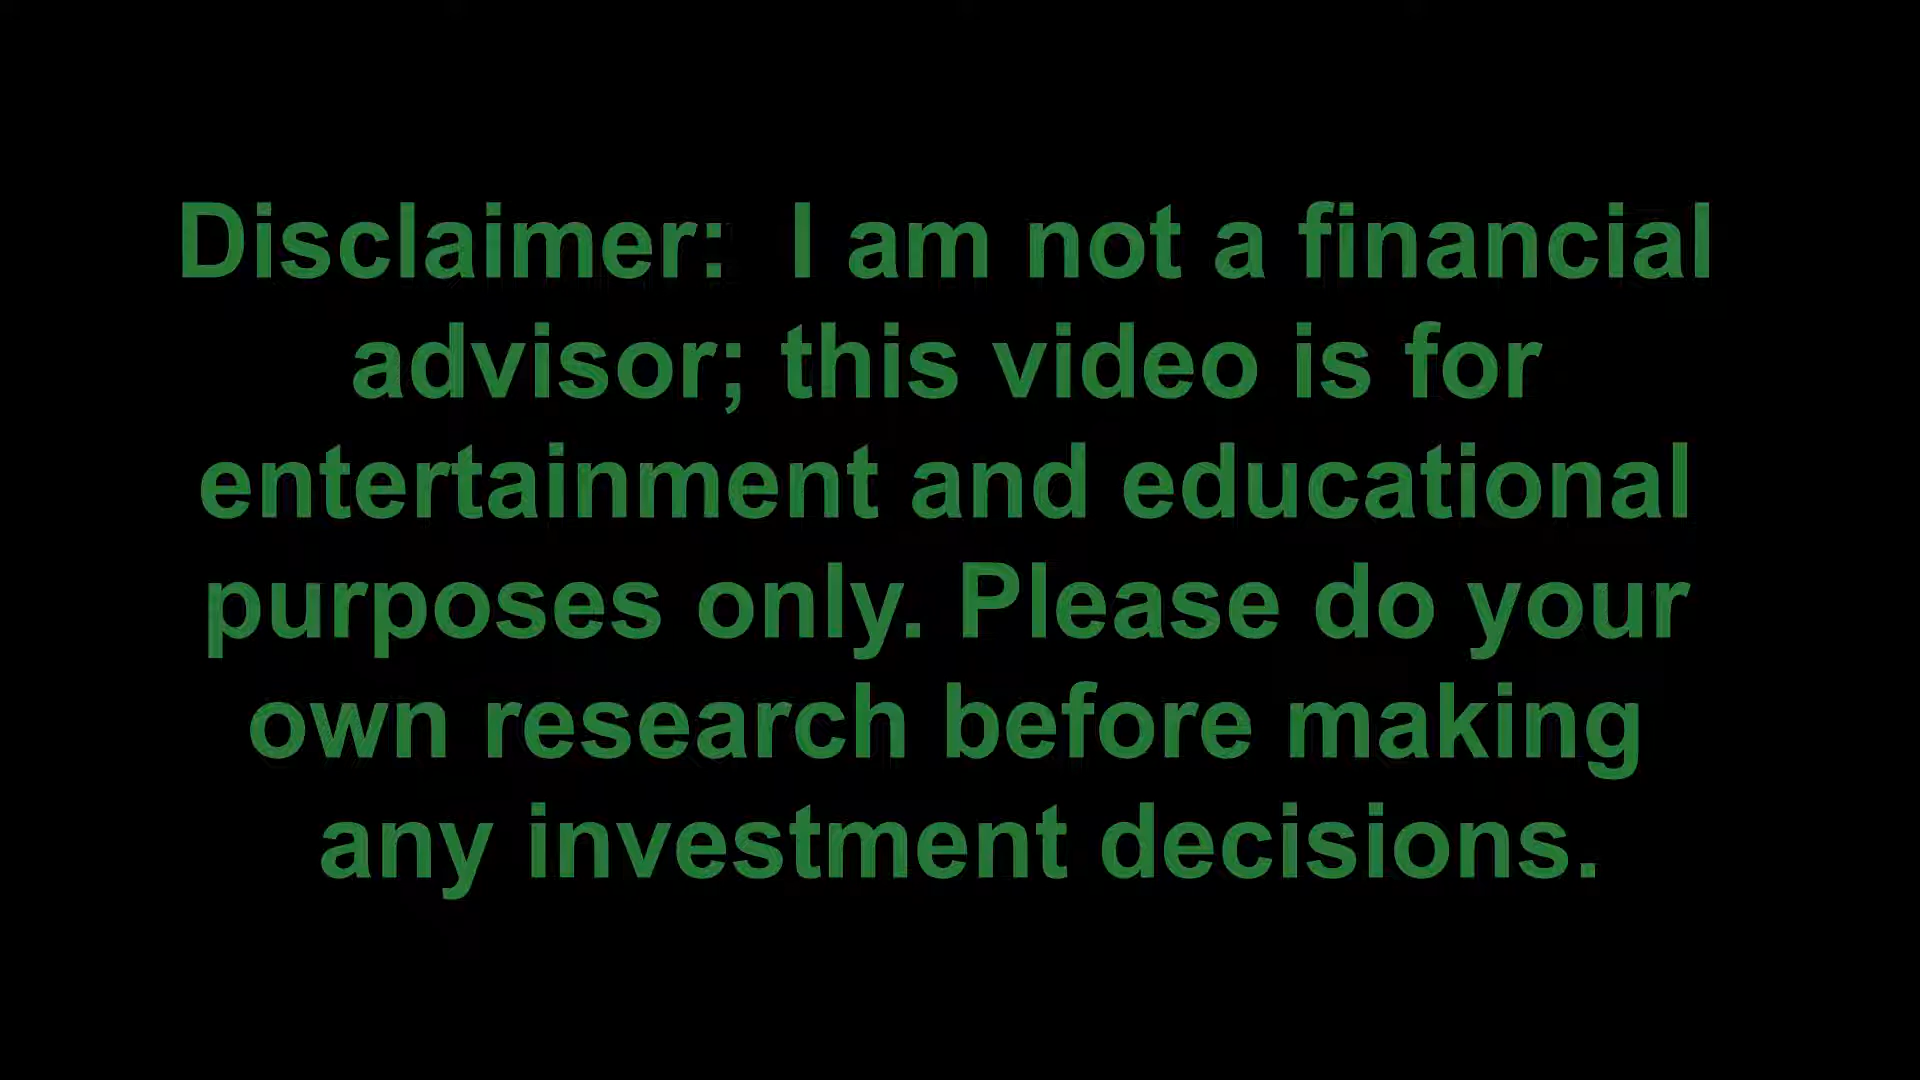 Disclaimer:  I am not a financial
advisor; this video is for
entertainment and educational
purposes only. Please do your
own research before making
any investment decisions.